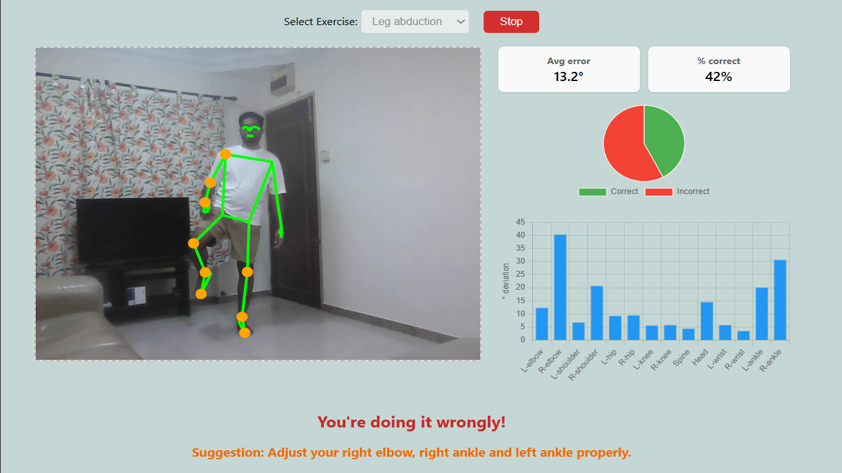 Select Exercise: Leg abduction Stop
Avg error
13.2°
% correct
42%
Correct Incorrect
45
40
35
30
25
20
15
10
5
0
° deviation
L-elbow
R-elbow
L-shoulder
R-shoulder
L-hip
R-hip
L-knee
R-knee
Spine
Head
L-wrist
R-wrist
L-ankle
R-ankle
You're doing it wrongly!
Suggestion: Adjust your right elbow, right ankle and left ankle properly.